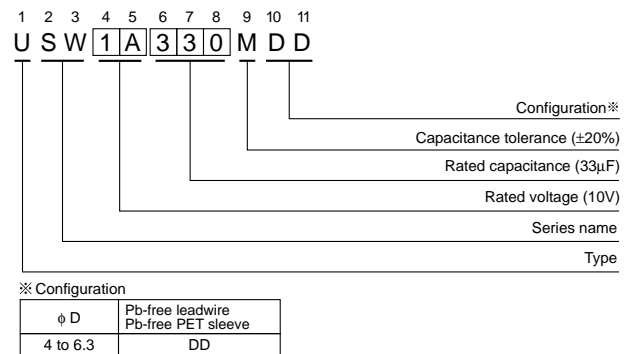 1 2 3 4 5 6 7 8 9 10 11
U S W 1 A 3 3 0 M D D
Configuration※
Capacitance tolerance (±20%)
Rated capacitance (33µF)
Rated voltage (10V)
Series name
Type
※ Configuration
ϕ D
Pb-free leadwire
Pb-free PET sleeve
4 to 6.3
DD